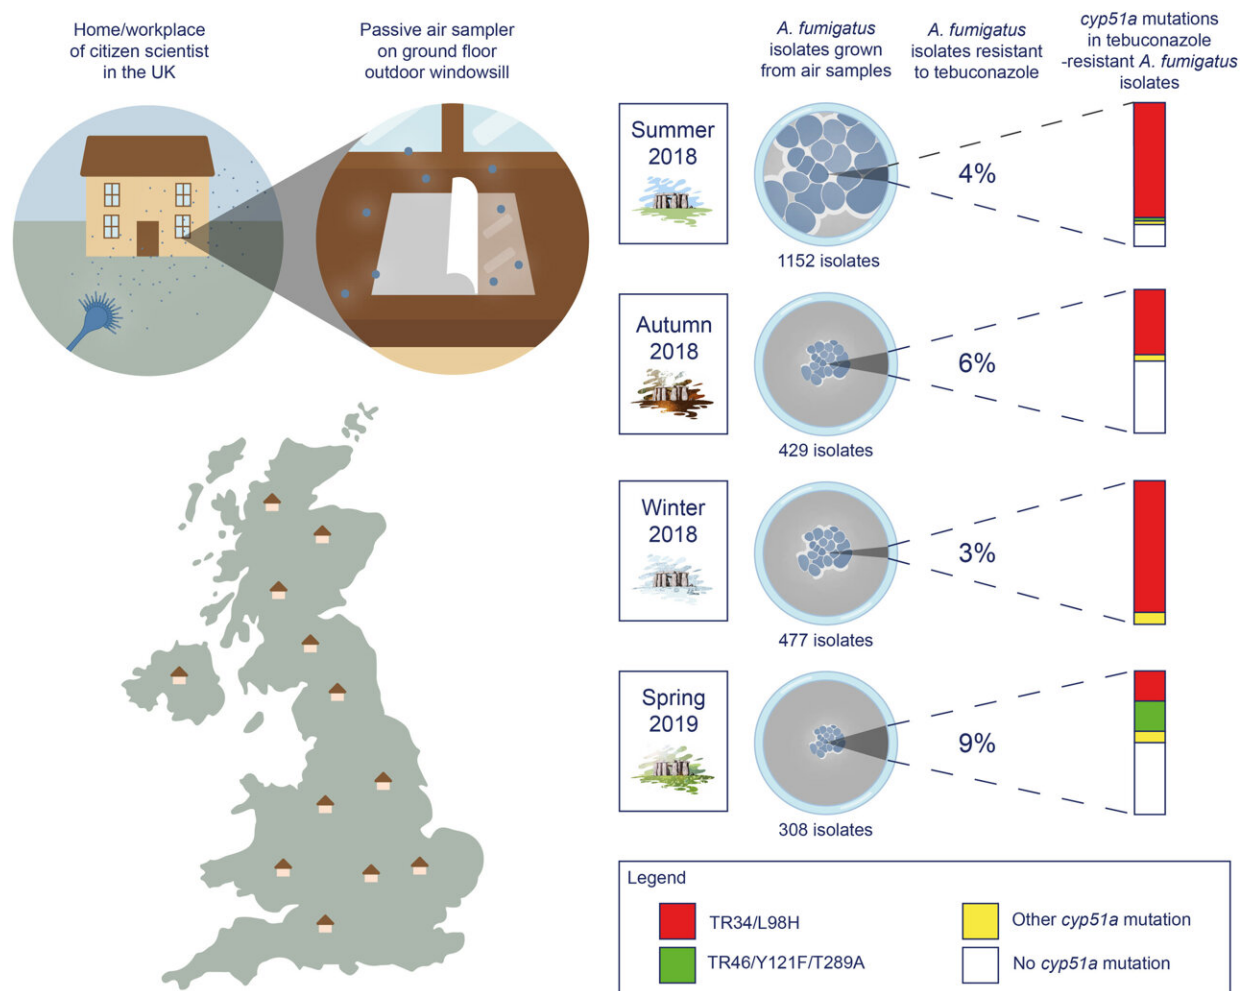 Home/workplace
of citizen scientist
in the UK
Passive air sampler
on ground floor
outdoor windowsill
A. fumigatus
isolates grown
from air samples
A. fumigatus
isolates resistant
to tebuconazole
cyp51a mutations
in tebuconazole
-resistant A. fumigatus
isolates
Summer
2018
4%
1152 isolates
Autumn
2018
6%
429 isolates
Winter
2018
3%
477 isolates
Spring
2019
9%
308 isolates
Legend
TR34/L98H
Other cyp51a mutation
TR46/Y121F/T289A
No cyp51a mutation